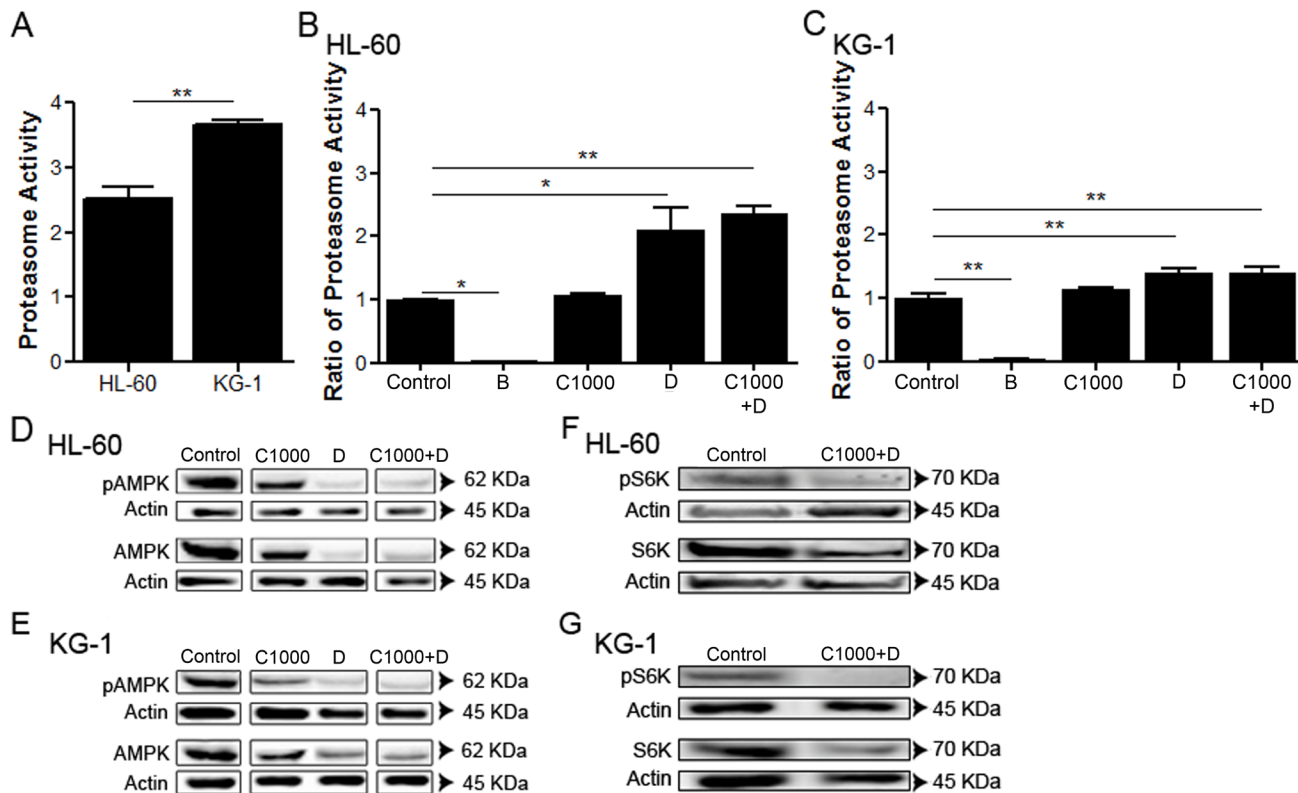 A
Proteasome Activity
4
3
2
1
0
**
HL-60
KG-1
B
HL-60
Ratio of Proteasome Activity
4
3
2
1
0
**
*
*
Control
B
C1000
D
C1000
+D
C
KG-1
Ratio of Proteasome Activity
4
3
2
1
0
**
**
**
Control
B
C1000
D
C1000
+D
D
HL-60
Control C1000 D C1000+D
pAMPK 62 KDa
Actin 45 KDa
AMPK 62 KDa
Actin 45 KDa
E
KG-1
Control C1000 D C1000+D
pAMPK 62 KDa
Actin 45 KDa
AMPK 62 KDa
Actin 45 KDa
F
HL-60
Control C1000+D
pS6K 70 KDa
Actin 45 KDa
S6K 70 KDa
Actin 45 KDa
G
KG-1
Control C1000+D
pS6K 70 KDa
Actin 45 KDa
S6K 70 KDa
Actin 45 KDa